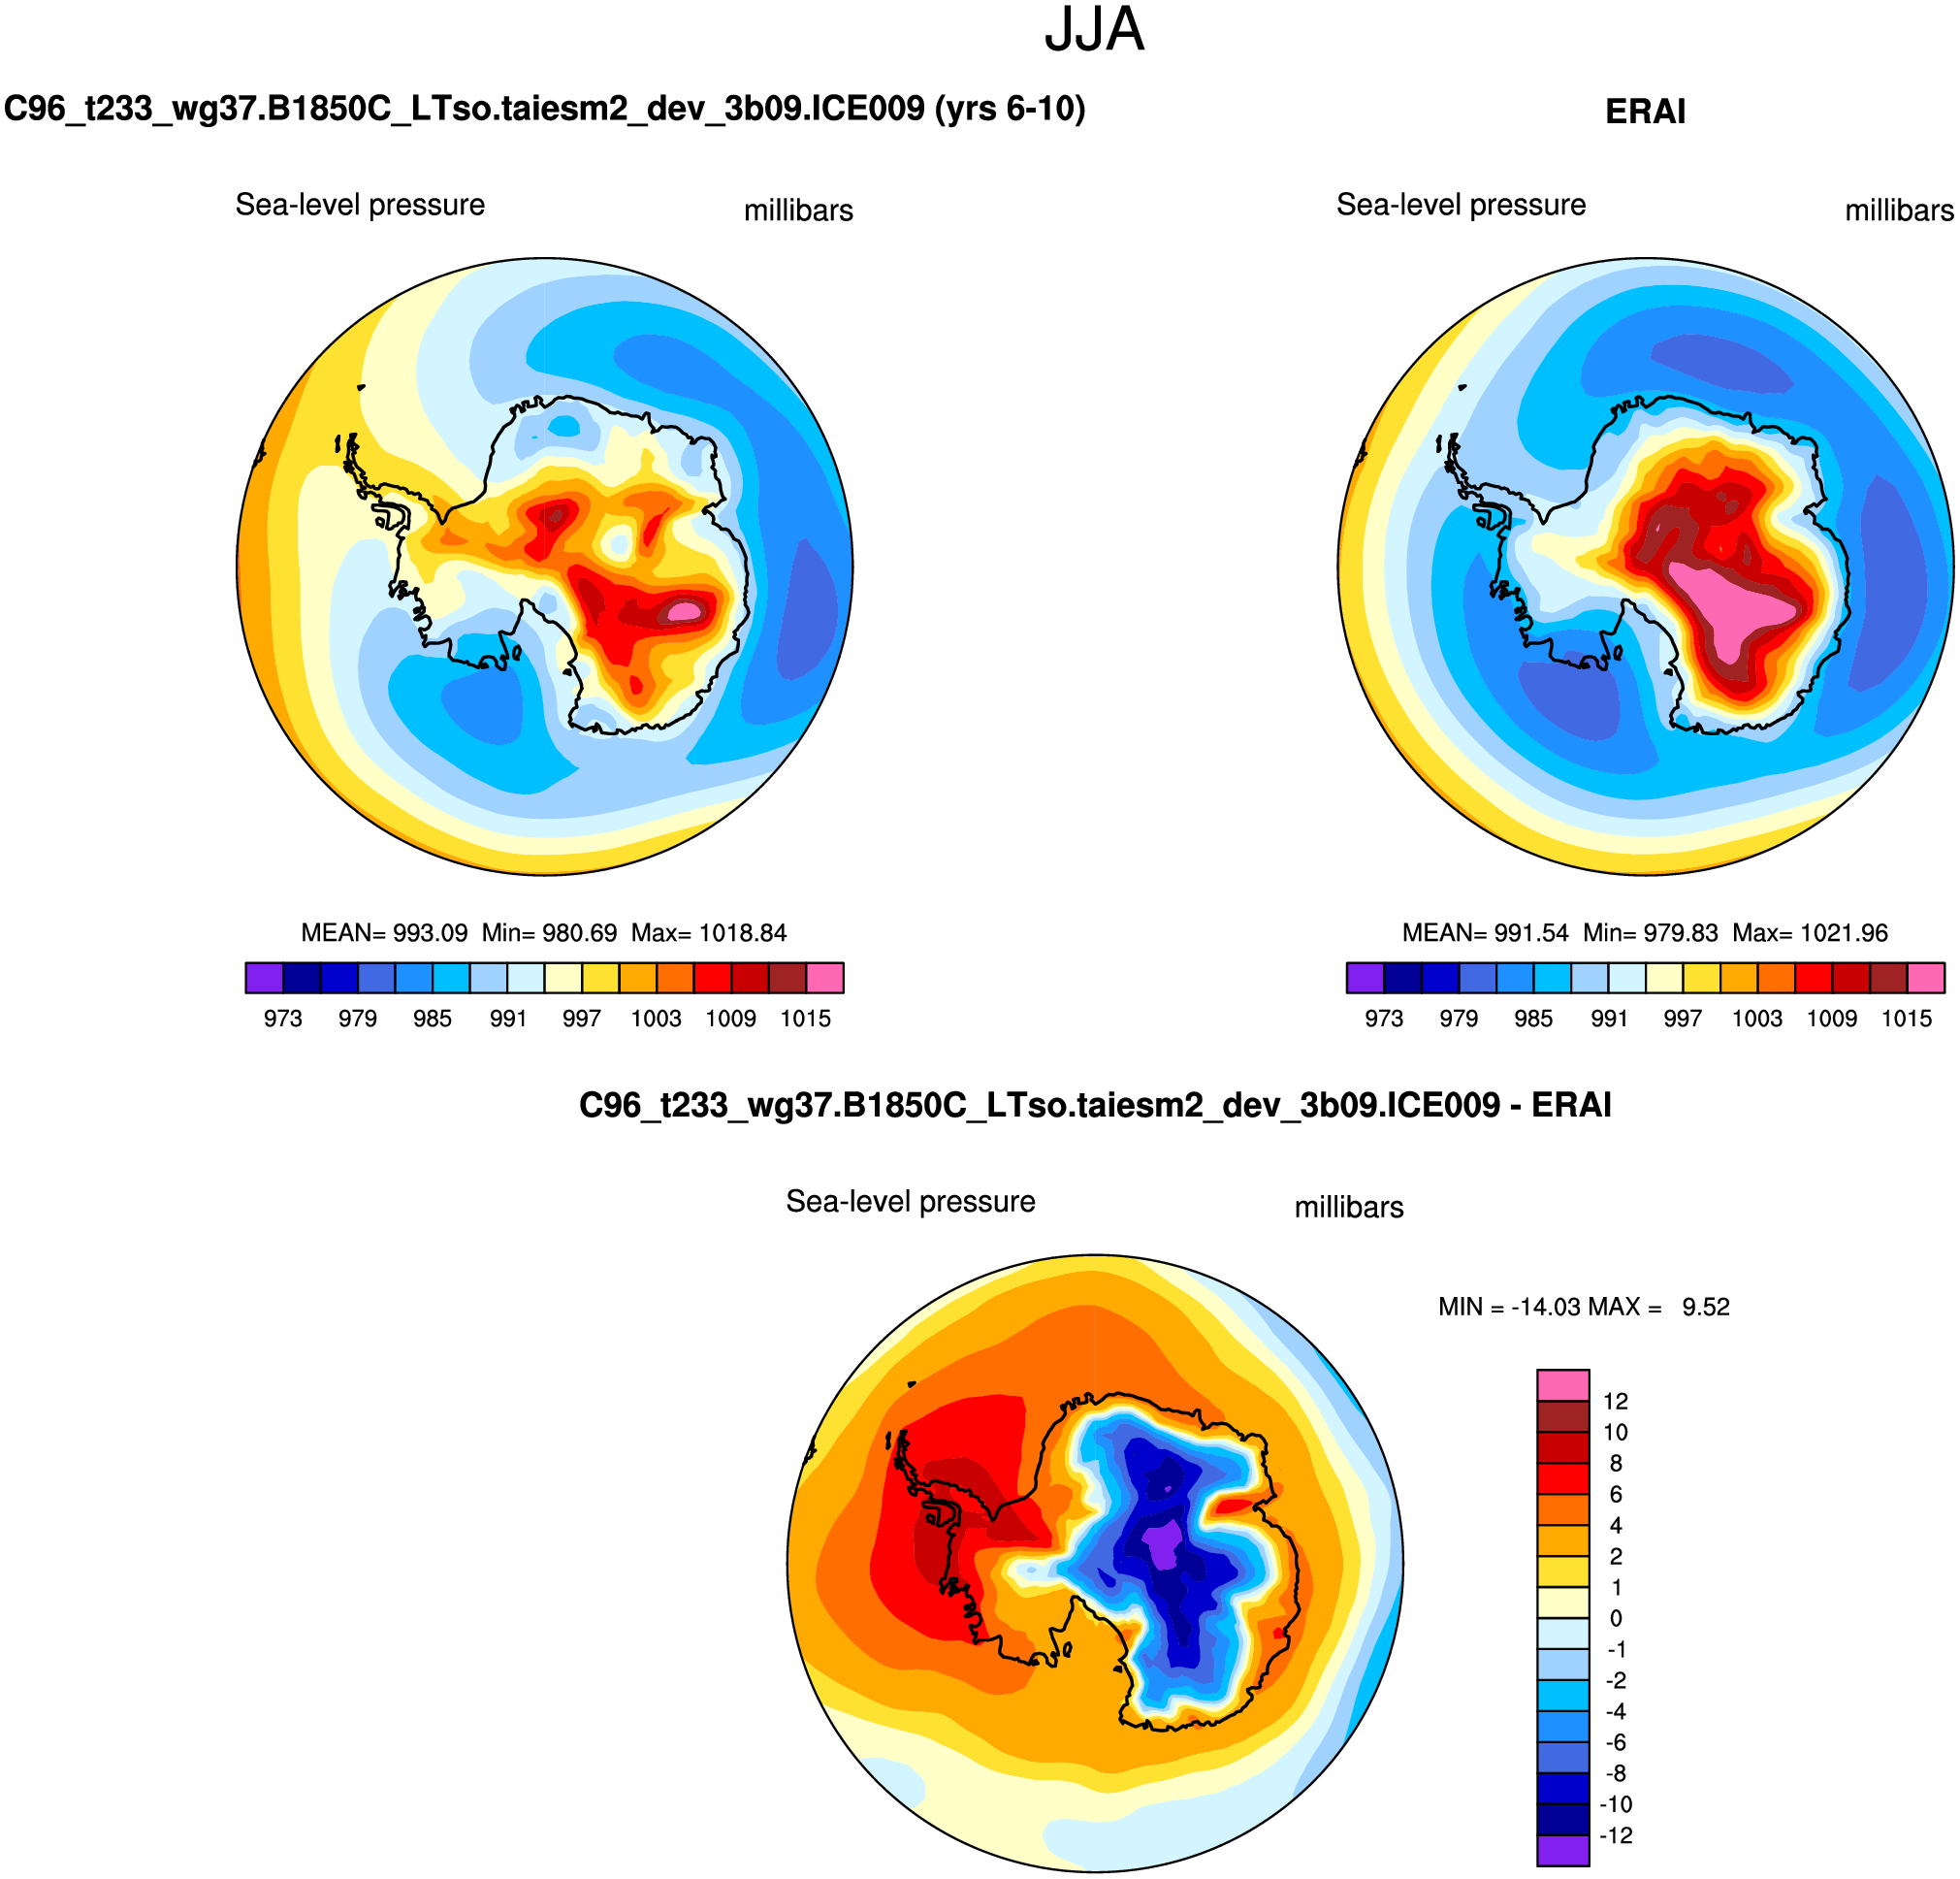 JJA
C96_t233_wg37.B1850C_LTso.taiesm2_dev_3b09.ICE009 (yrs 6-10)
ERAI
Sea-level pressure millibars
Sea-level pressure millibars
MEAN= 993.09 Min= 980.69 Max= 1018.84
973 979 985 991 997 1003 1009 1015
MEAN= 991.54 Min= 979.83 Max= 1021.96
973 979 985 991 997 1003 1009 1015
C96_t233_wg37.B1850C_LTso.taiesm2_dev_3b09.ICE009 - ERAI
Sea-level pressure millibars
MIN = -14.03 MAX = 9.52
12
10
8
6
4
2
1
0
-1
-2
-4
-6
-8
-10
-12